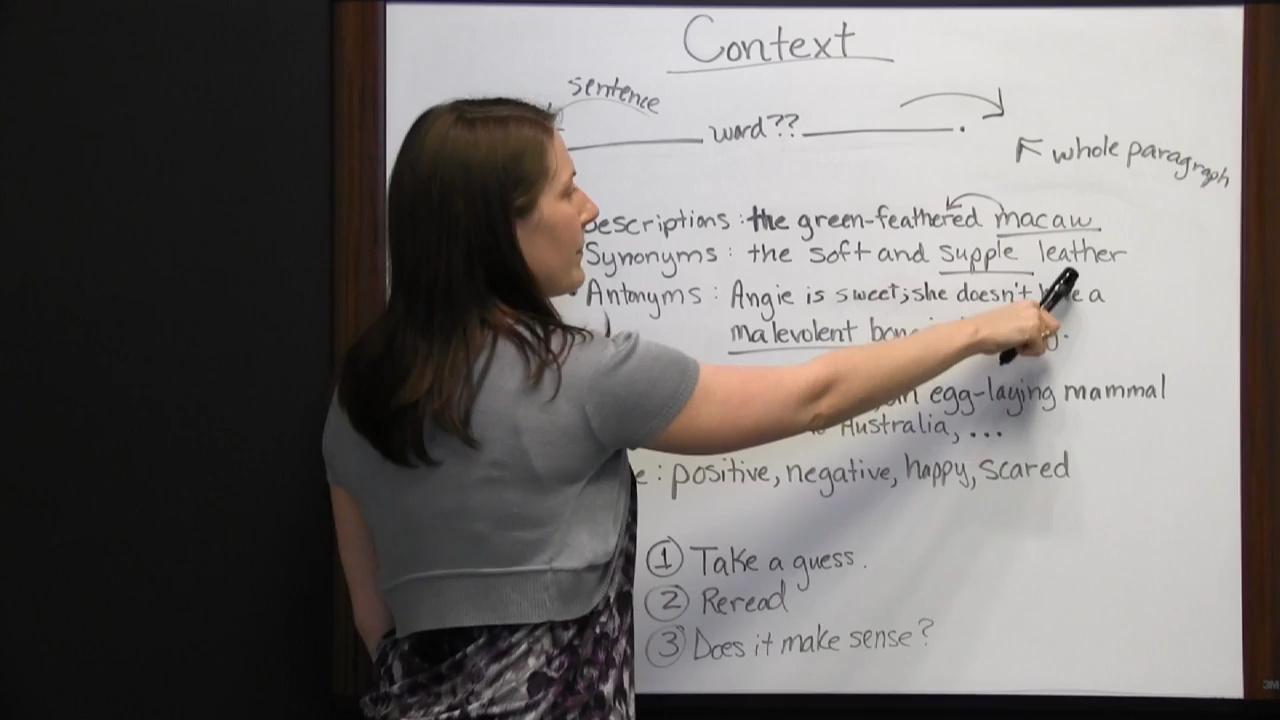 Context
sentence
word??
whole paragraph
Descriptions: the green-feathered macaw
Synonyms: the soft and supple leather
Antonyms: Angie is sweet; she doesn't a
malevolent
egg-laying mammal
Australia, ...
: positive, negative, happy, scared
1 Take a guess.
2 Reread
3 Does it make sense?
3M